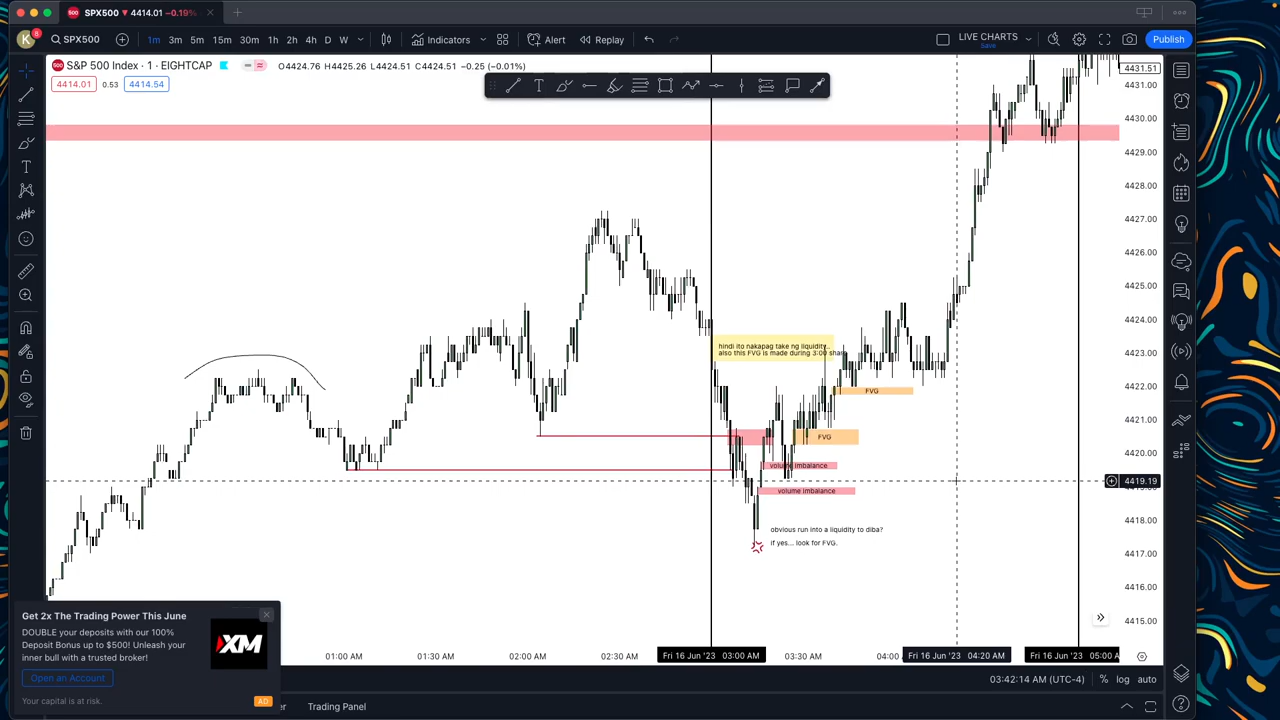 SPX500 ▼ 4414.01 −0.19%
K
6
SPX500
1m 3m 5m 15m 30m 1h 2h 4h D W
Indicators
Alert
Replay
LIVE CHARTS
Save
Publish
S&P 500 Index · 1 · EIGHTCAP
O4424.76 H4425.26 L4424.51 C4424.51 −0.25 (−0.01%)
4414.01
0.53
4414.54
4431.51
4431.00
4430.00
4429.00
4428.00
4427.00
4426.00
4425.00
4424.00
4423.00
4422.00
4421.00
4420.00
4419.19
4418.00
4417.00
4416.00
4415.00
hindi ito nakapag take ng liquidity..
also this FVG is made during 3:00 sharp
FVG
FVG
volume imbalance
volume imbalance
obvious run into a liquidity to diba?
if yes... look for FVG.
Get 2x The Trading Power This June
DOUBLE your deposits with our 100%
Deposit Bonus up to $500! Unleash your
inner bull with a trusted broker!
XM
Open an Account
Your capital is at risk.
AD
01:00 AM
01:30 AM
02:00 AM
02:30 AM
Fri 16 Jun '23 03:00 AM
03:30 AM
04:00
Fri 16 Jun '23 04:20 AM
Fri 16 Jun '23 05:00 A
03:42:14 AM (UTC-4)
% log auto
Trading Panel